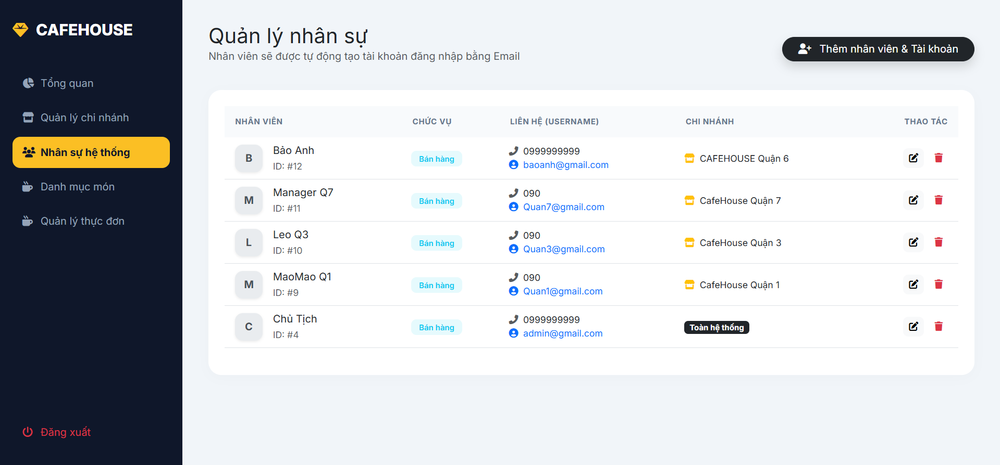 CAFEHOUSE
Tổng quan
Quản lý chi nhánh
Nhân sự hệ thống
Danh mục món
Quản lý thực đơn
Đăng xuất
Quản lý nhân sự
Nhân viên sẽ được tự động tạo tài khoản đăng nhập bằng Email
Thêm nhân viên & Tài khoản
NHÂN VIÊN CHỨC VỤ LIÊN HỆ (USERNAME) CHI NHÁNH THAO TÁC
B Bảo Anh
ID: #12
Bán hàng
0999999999
baoanh@gmail.com
CAFEHOUSE Quận 6
M Manager Q7
ID: #11
Bán hàng
090
Quan7@gmail.com
CafeHouse Quận 7
L Leo Q3
ID: #10
Bán hàng
090
Quan3@gmail.com
CafeHouse Quận 3
M MaoMao Q1
ID: #9
Bán hàng
090
Quan1@gmail.com
CafeHouse Quận 1
C Chủ Tịch
ID: #4
Bán hàng
0999999999
admin@gmail.com
Toàn hệ thống